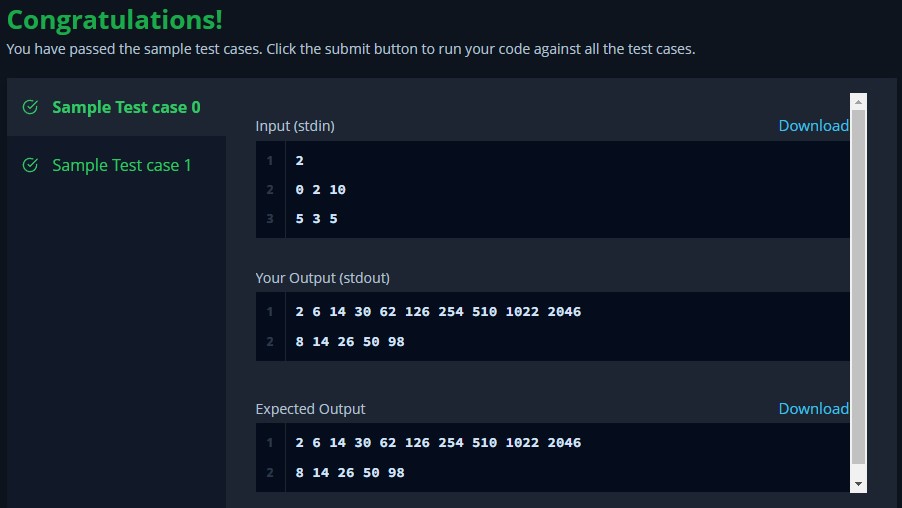 Congratulations!
You have passed the sample test cases. Click the submit button to run your code against all the test cases.
Sample Test case 0
Sample Test case 1
Input (stdin)
Download
1 2
2 0 2 10
3 5 3 5
Your Output (stdout)
1 2 6 14 30 62 126 254 510 1022 2046
2 8 14 26 50 98
Expected Output
Download
1 2 6 14 30 62 126 254 510 1022 2046
2 8 14 26 50 98